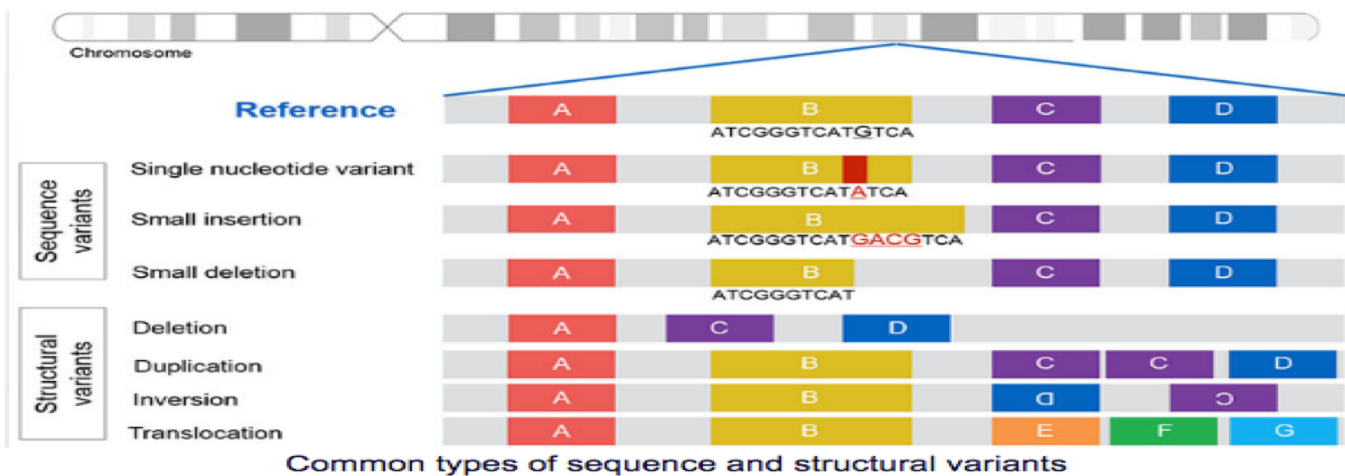 Chromosome
Reference A B C D
ATCGGGTCATGTCA
Sequence variants
Single nucleotide variant A B C D
ATCGGGTCATATCA
Small insertion A B C D
ATCGGGTCATGACGTCA
Small deletion A B C D
ATCGGGTCAT
Structural variants
Deletion A C D
Duplication A B C C D
Inversion A B D C
Translocation A B E F G
Common types of sequence and structural variants